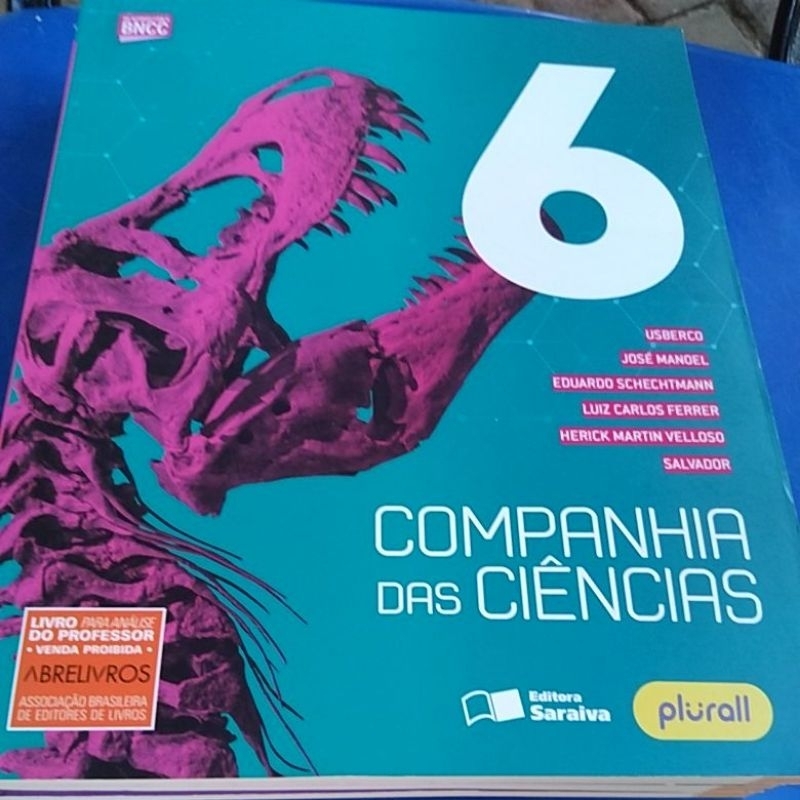 BNCC
6
USBERCO
JOSÉ MANOEL
EDUARDO SCHECHTMANN
LUIZ CARLOS FERRER
HERICK MARTIN VELLOSO
SALVADOR
COMPANHIA
DAS CIÊNCIAS
LIVRO PARA ANÁLISE
DO PROFESSOR
• VENDA PROIBIDA •
ABRELIVROS
ASSOCIAÇÃO BRASILEIRA
DE EDITORES DE LIVROS
Editora
Saraiva
plurall